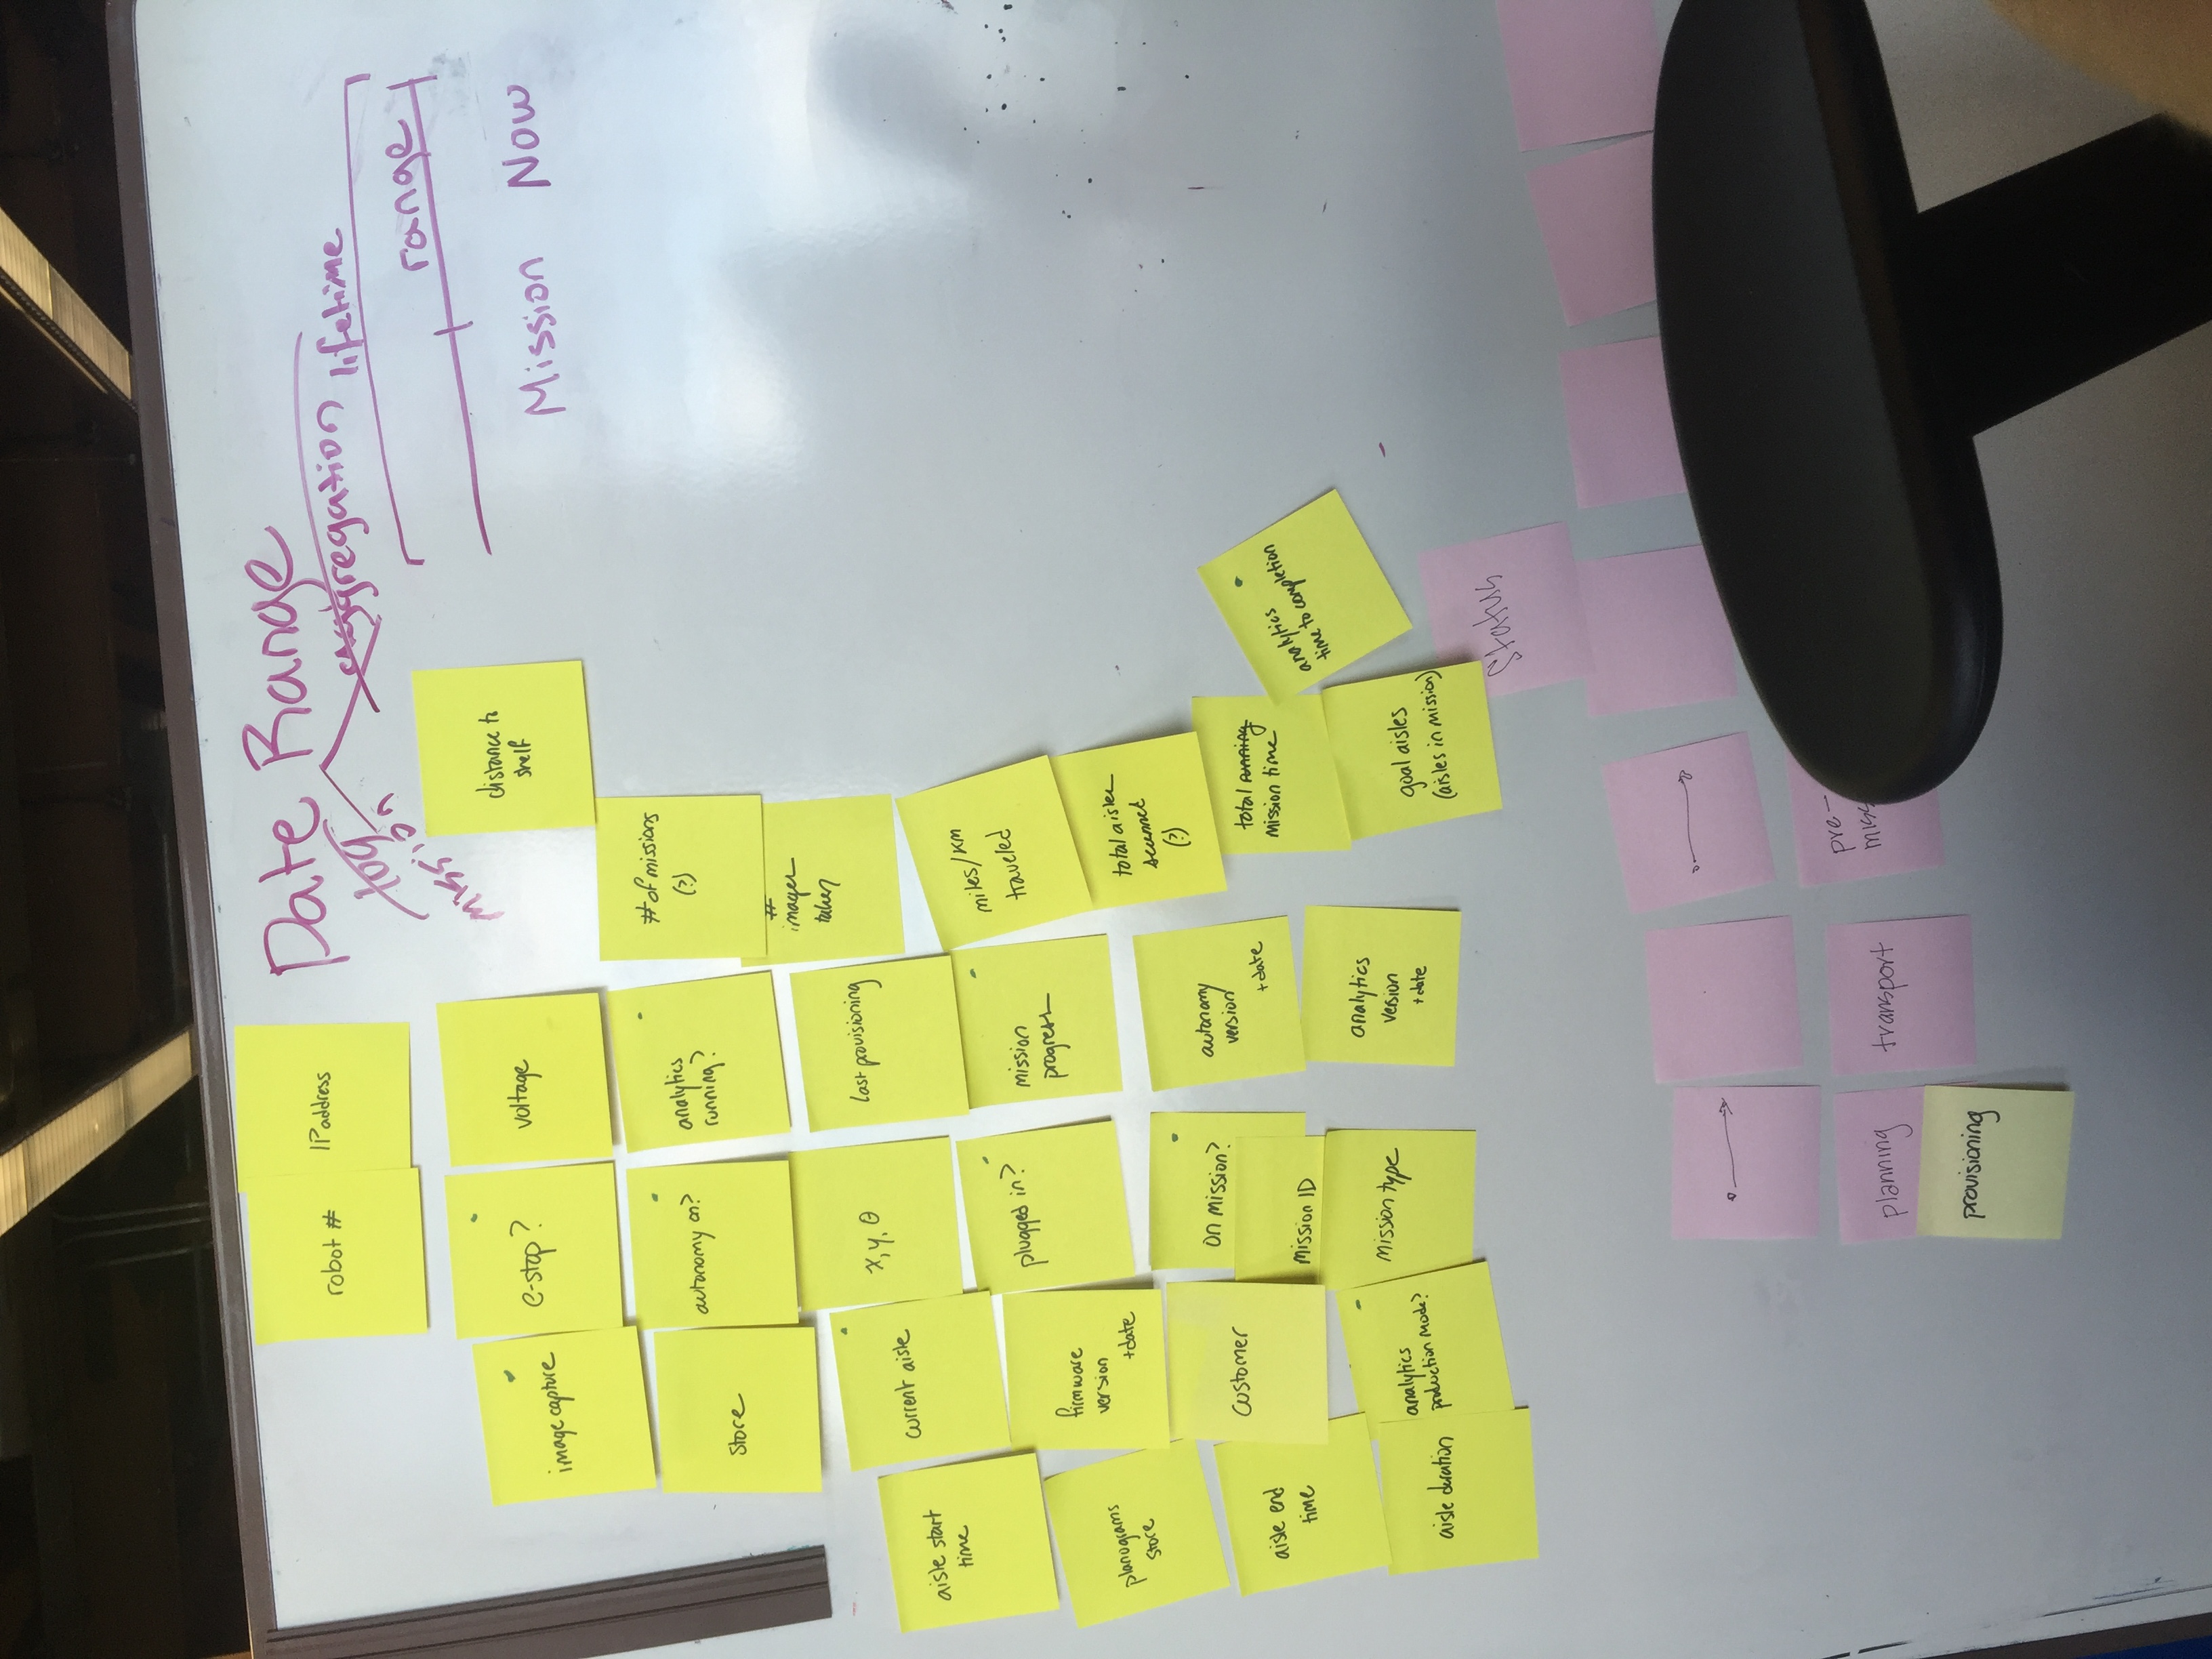 robot #
IP address
Date Range
log
mission
aggregation
lifetime
range
Mission
Now
image capture
e-stop?
voltage
distance to
shelf
store
autonomy on?
analytics
running?
# of missions
(?)
#
images
taken
aisle start
time
current aisle
x, y, θ
last provisioning
miles/km
traveled
planograms
store
firmware
version
+date
plugged in?
mission
progress
total aisles
scanned
(?)
aisle end
time
customer
on mission?
mission ID
autonomy
version
+date
total running
mission time
analytics
time to completion
aisle duration
analytics
production mode?
mission type
analytics
version
+date
goal aisles
(aisles in mission)
Status
planning
transport
pre-
miss
provisioning